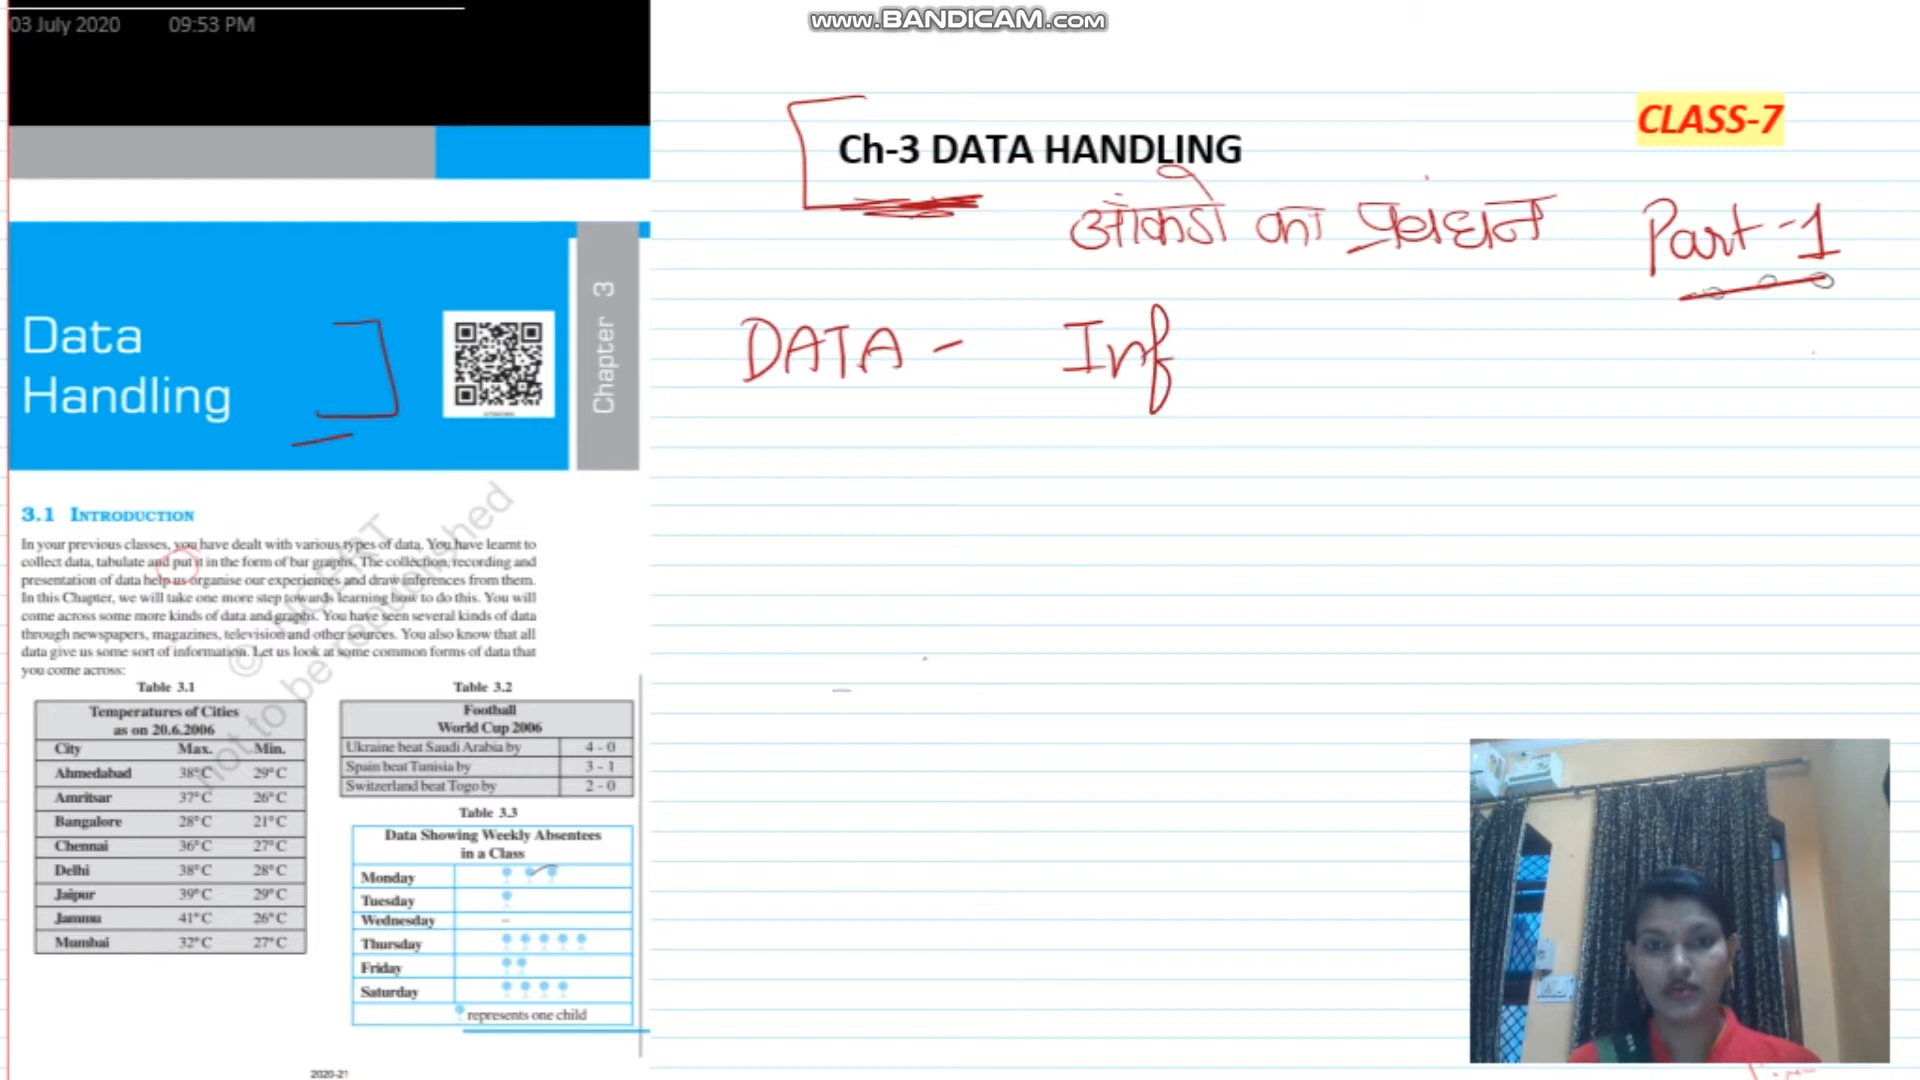 03 July 2020 09:53 PM
www.BANDICAM.com
CLASS-7
Ch-3 DATA HANDLING
आंकडो का प्रबंधन
Part-1
DATA - Inf
Data
Handling
Chapter 3
3.1 INTRODUCTION
In your previous classes, you have dealt with various types of data. You have learnt to
collect data, tabulate and put it in the form of bar graphs. The collection, recording and
presentation of data help us organise our experiences and draw inferences from them.
In this Chapter, we will take one more step towards learning how to do this. You will
come across some more kinds of data and graphs. You have seen several kinds of data
through newspapers, magazines, television and other sources. You also know that all
data give us some sort of information. Let us look at some common forms of data that
you come across:
© NCERT
not to be republished
Table 3.1
Temperatures of Cities
as on 20.6.2006
City Max. Min.
Ahmedabad 38°C 29°C
Amritsar 37°C 26°C
Bangalore 28°C 21°C
Chennai 36°C 27°C
Delhi 38°C 28°C
Jaipur 39°C 29°C
Jammu 41°C 26°C
Mumbai 32°C 27°C
Table 3.2
Football
World Cup 2006
Ukraine beat Saudi Arabia by 4 - 0
Spain beat Tunisia by 3 - 1
Switzerland beat Togo by 2 - 0
Table 3.3
Data Showing Weekly Absentees
in a Class
Monday
Tuesday
Wednesday –
Thursday
Friday
Saturday
represents one child
2020-21